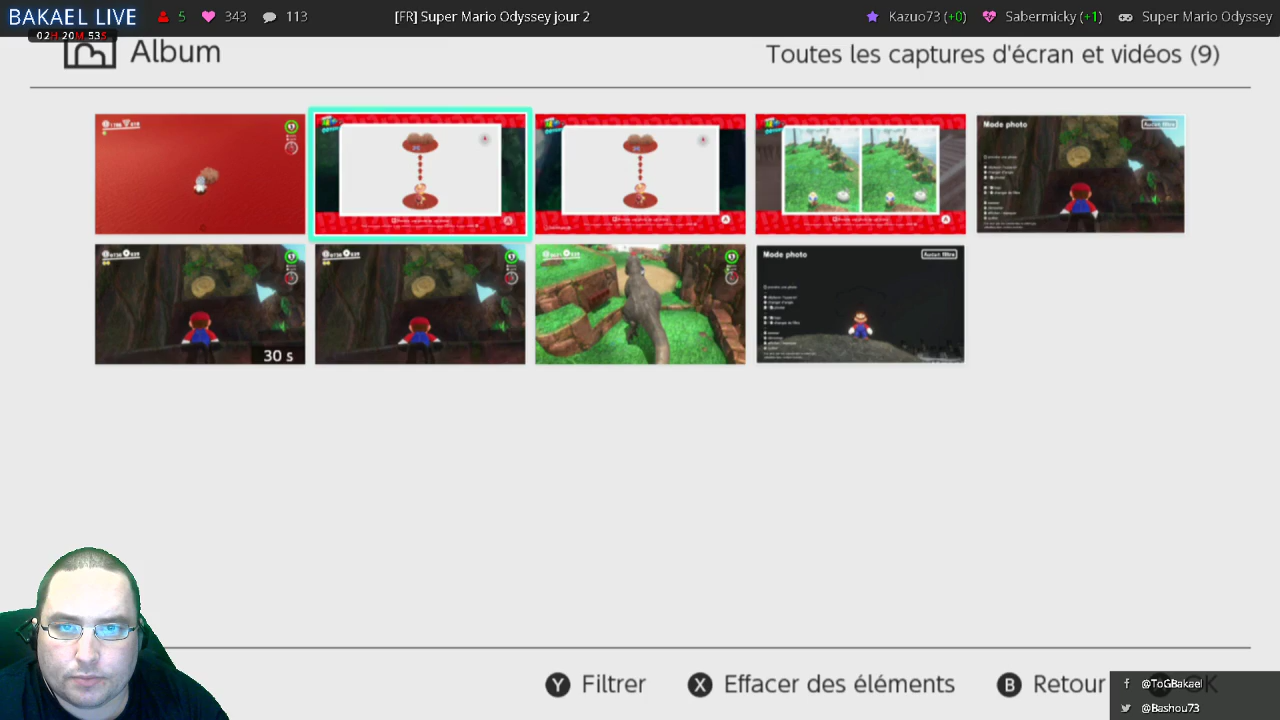 BAKAEL LIVE
5 343 113
[FR] Super Mario Odyssey jour 2
Kazuo73 (+0)
Sabermicky (+1)
Super Mario Odyssey
02H 20M 53S
Album
Toutes les captures d'écran et vidéos (9)
Mode photo
30 s
Mode photo
Y Filtrer
X Effacer des éléments
B Retour
OK
@ToGBakael
@Bashou73